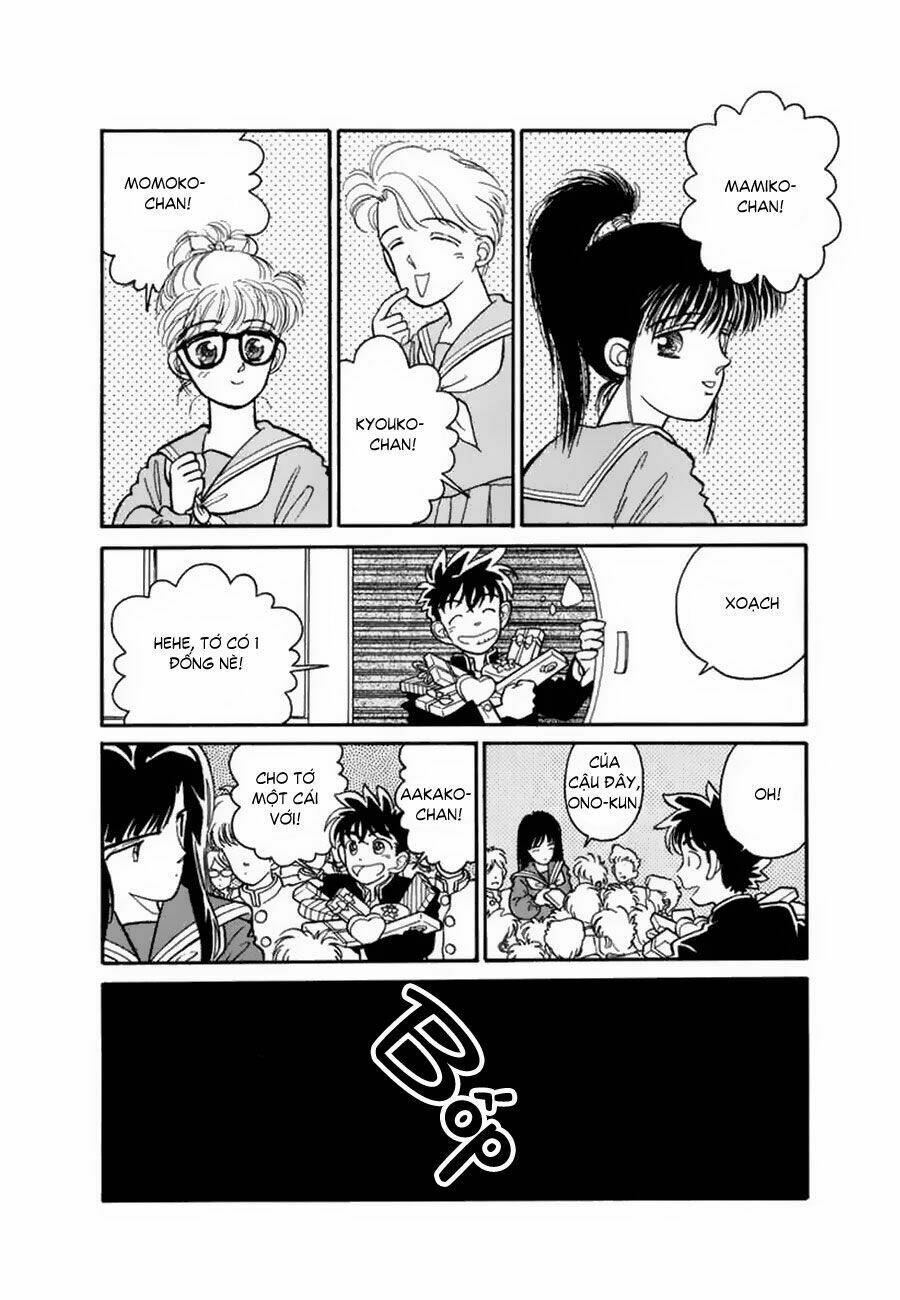 MAMIKO-
CHAN!
KYOUKO-
CHAN!
MOMOKO-
CHAN!
XOẠCH
HEHE, TỚ CÓ 1
ĐỐNG NÈ!
OH!
CỦA
CẬU ĐÂY,
ONO-KUN.
AAKAKO-
CHAN!
CHO TỚ
MỘT CÁI
VỚI!
BỐP